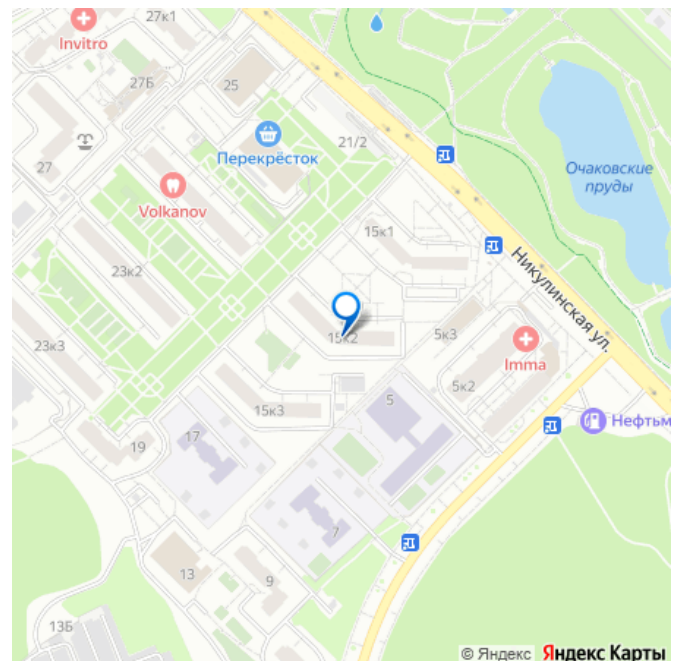 27к1
Invitro
27Б
25
21/2
Перекрёсток
27
Volkanov
Очаковские
пруды
15к1
23к2
Никулинская ул.
15к2
5к3
23к3
Imma
5к2
15к3
5
17
19
Нефтьм
7
13
9
13Б
© Яндекс Яндекс Карты